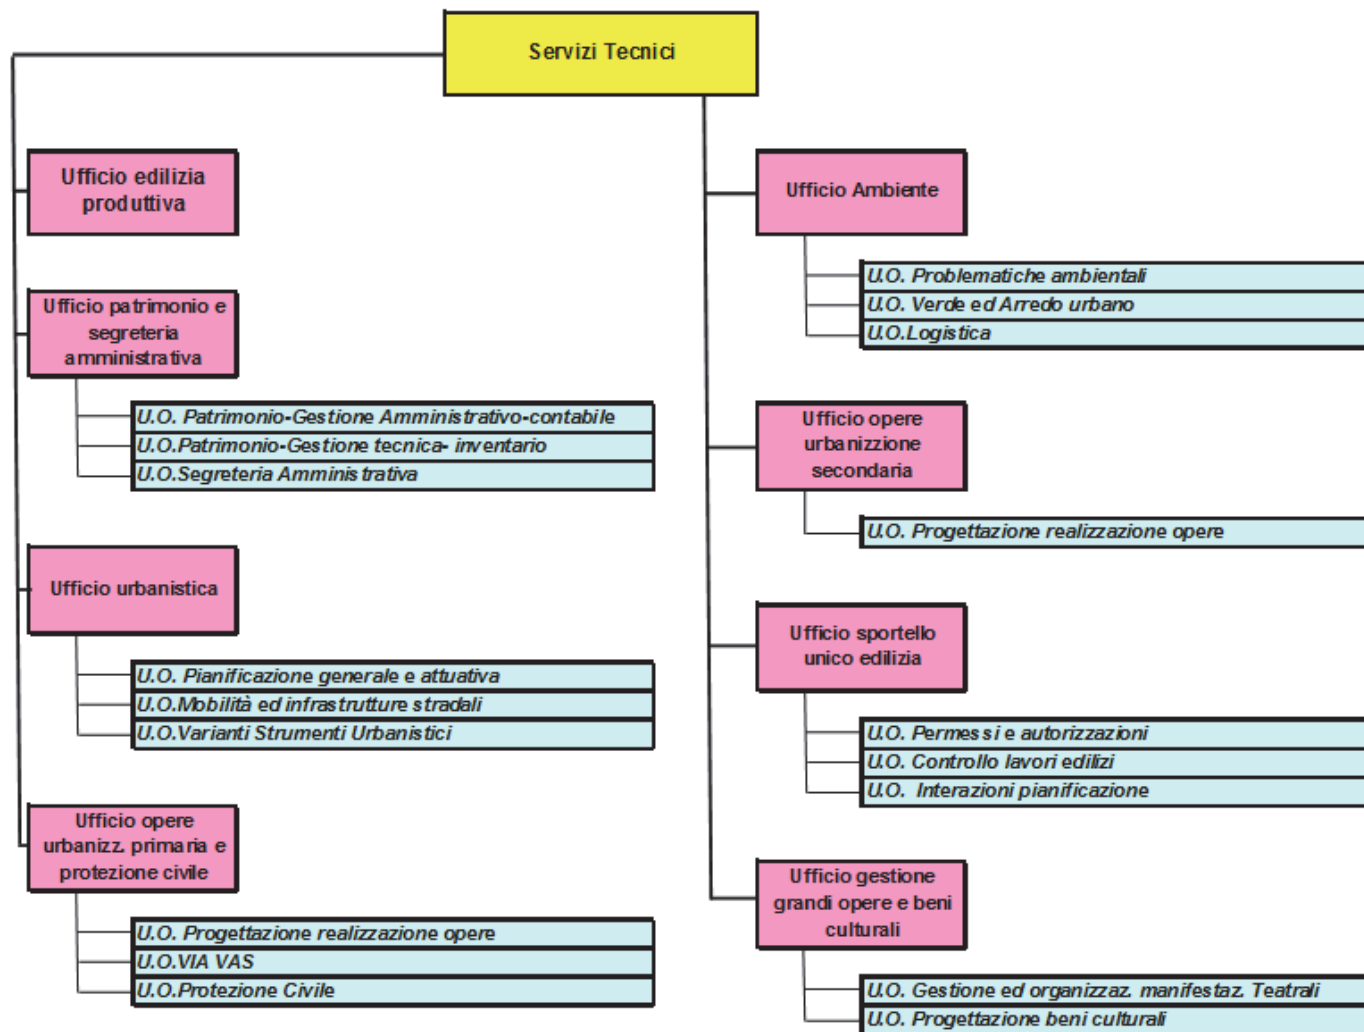 Servizi Tecnici
Ufficio edilizia
produttiva
Ufficio patrimonio e
segreteria
amministrativa
U.O. Patrimonio-Gestione Amministrativo-contabile
U.O.Patrimonio-Gestione tecnica- inventario
U.O.Segreteria Amministrativa
Ufficio urbanistica
U.O. Pianificazione generale e attuativa
U.O.Mobilità ed infrastrutture stradali
U.O.Varianti Strumenti Urbanistici
Ufficio opere
urbanizz. primaria e
protezione civile
U.O. Progettazione realizzazione opere
U.O.VIA VAS
U.O.Protezione Civile
Ufficio Ambiente
U.O. Problematiche ambientali
U.O. Verde ed Arredo urbano
U.O.Logistica
Ufficio opere
urbanizzione
secondaria
U.O. Progettazione realizzazione opere
Ufficio sportello
unico edilizia
U.O. Permessi e autorizzazioni
U.O. Controllo lavori edilizi
U.O. Interazioni pianificazione
Ufficio gestione
grandi opere e beni
culturali
U.O. Gestione ed organizzaz. manifestaz. Teatrali
U.O. Progettazione beni culturali